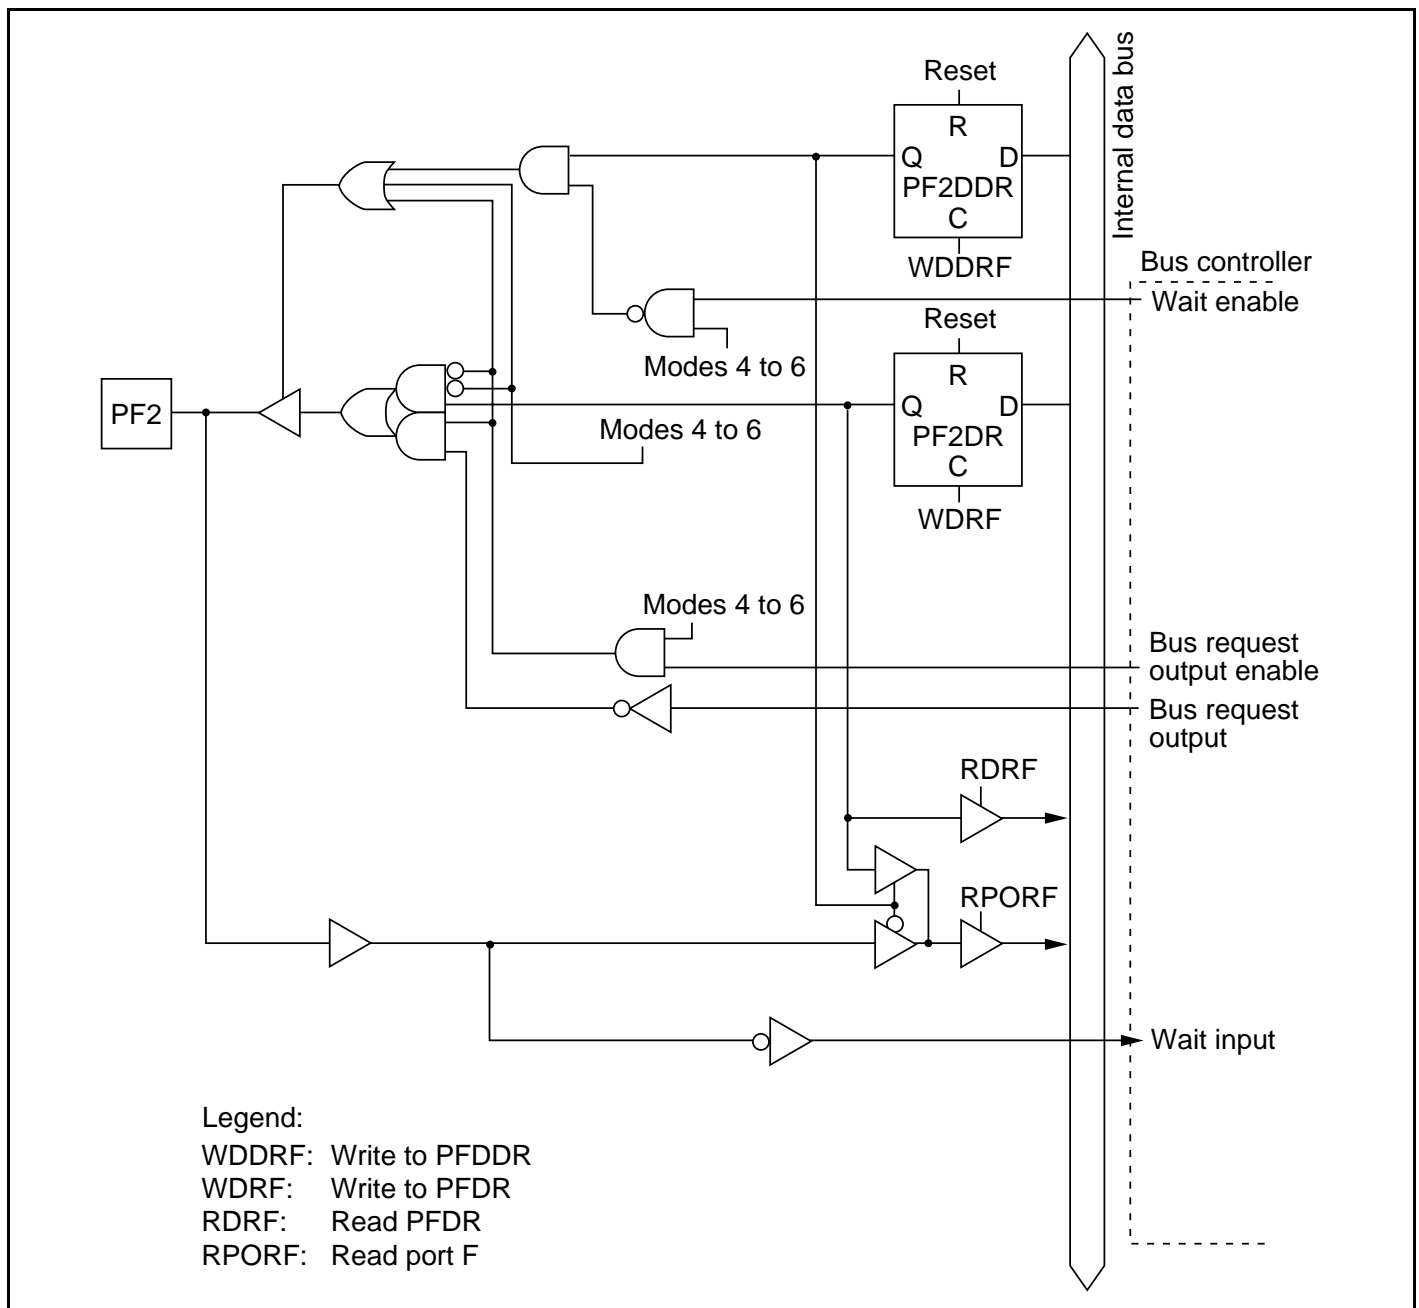 Internal data bus
Reset
R
Q D
PF2DDR
C
WDDRF
Bus controller
Wait enable
Reset
Modes 4 to 6
R
PF2
Q D
Modes 4 to 6
PF2DR
C
WDRF
Modes 4 to 6
Bus request
output enable
Bus request
output
RDRF
RPORF
Wait input
Legend:
WDDRF: Write to PFDDR
WDRF: Write to PFDR
RDRF: Read PFDR
RPORF: Read port F